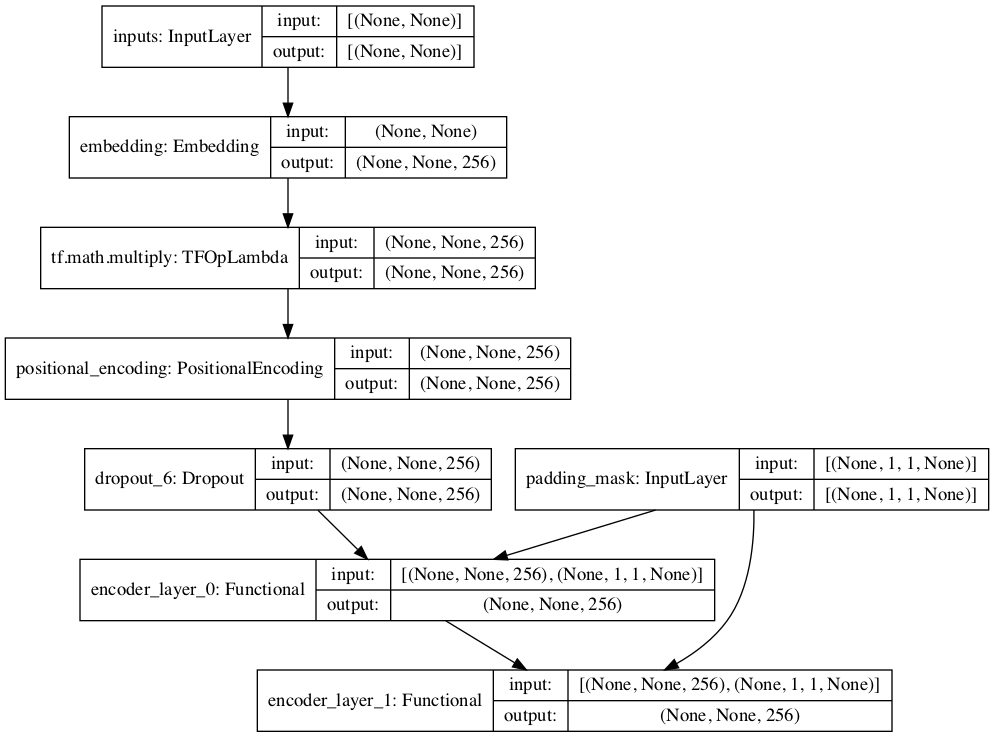 inputs: InputLayer
input: [(None, None)]
output: [(None, None)]
embedding: Embedding
input: (None, None)
output: (None, None, 256)
tf.math.multiply: TFOpLambda
input: (None, None, 256)
output: (None, None, 256)
positional_encoding: PositionalEncoding
input: (None, None, 256)
output: (None, None, 256)
dropout_6: Dropout
input: (None, None, 256)
output: (None, None, 256)
padding_mask: InputLayer
input: [(None, 1, 1, None)]
output: [(None, 1, 1, None)]
encoder_layer_0: Functional
input: [(None, None, 256), (None, 1, 1, None)]
output: (None, None, 256)
encoder_layer_1: Functional
input: [(None, None, 256), (None, 1, 1, None)]
output: (None, None, 256)